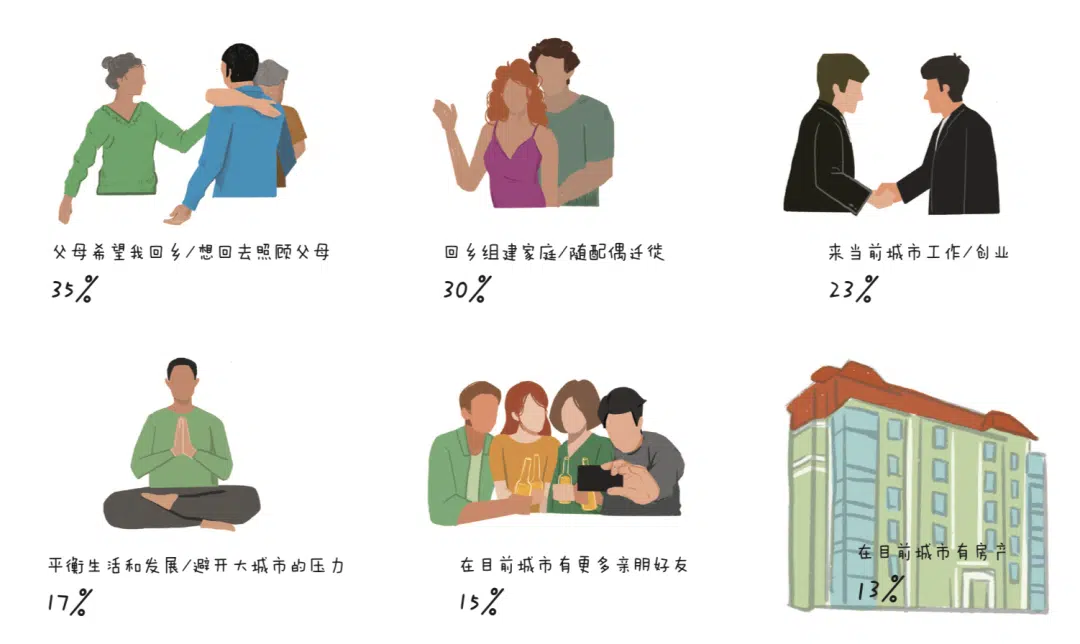 父母希望我回乡/想回去照顾父母
35%
回乡组建家庭/随配偶迁徙
30%
来当前城市工作/创业
23%
平衡生活和发展/避开大城市的压力
17%
在目前城市有更多亲朋好友
15%
在目前城市有房产
13%